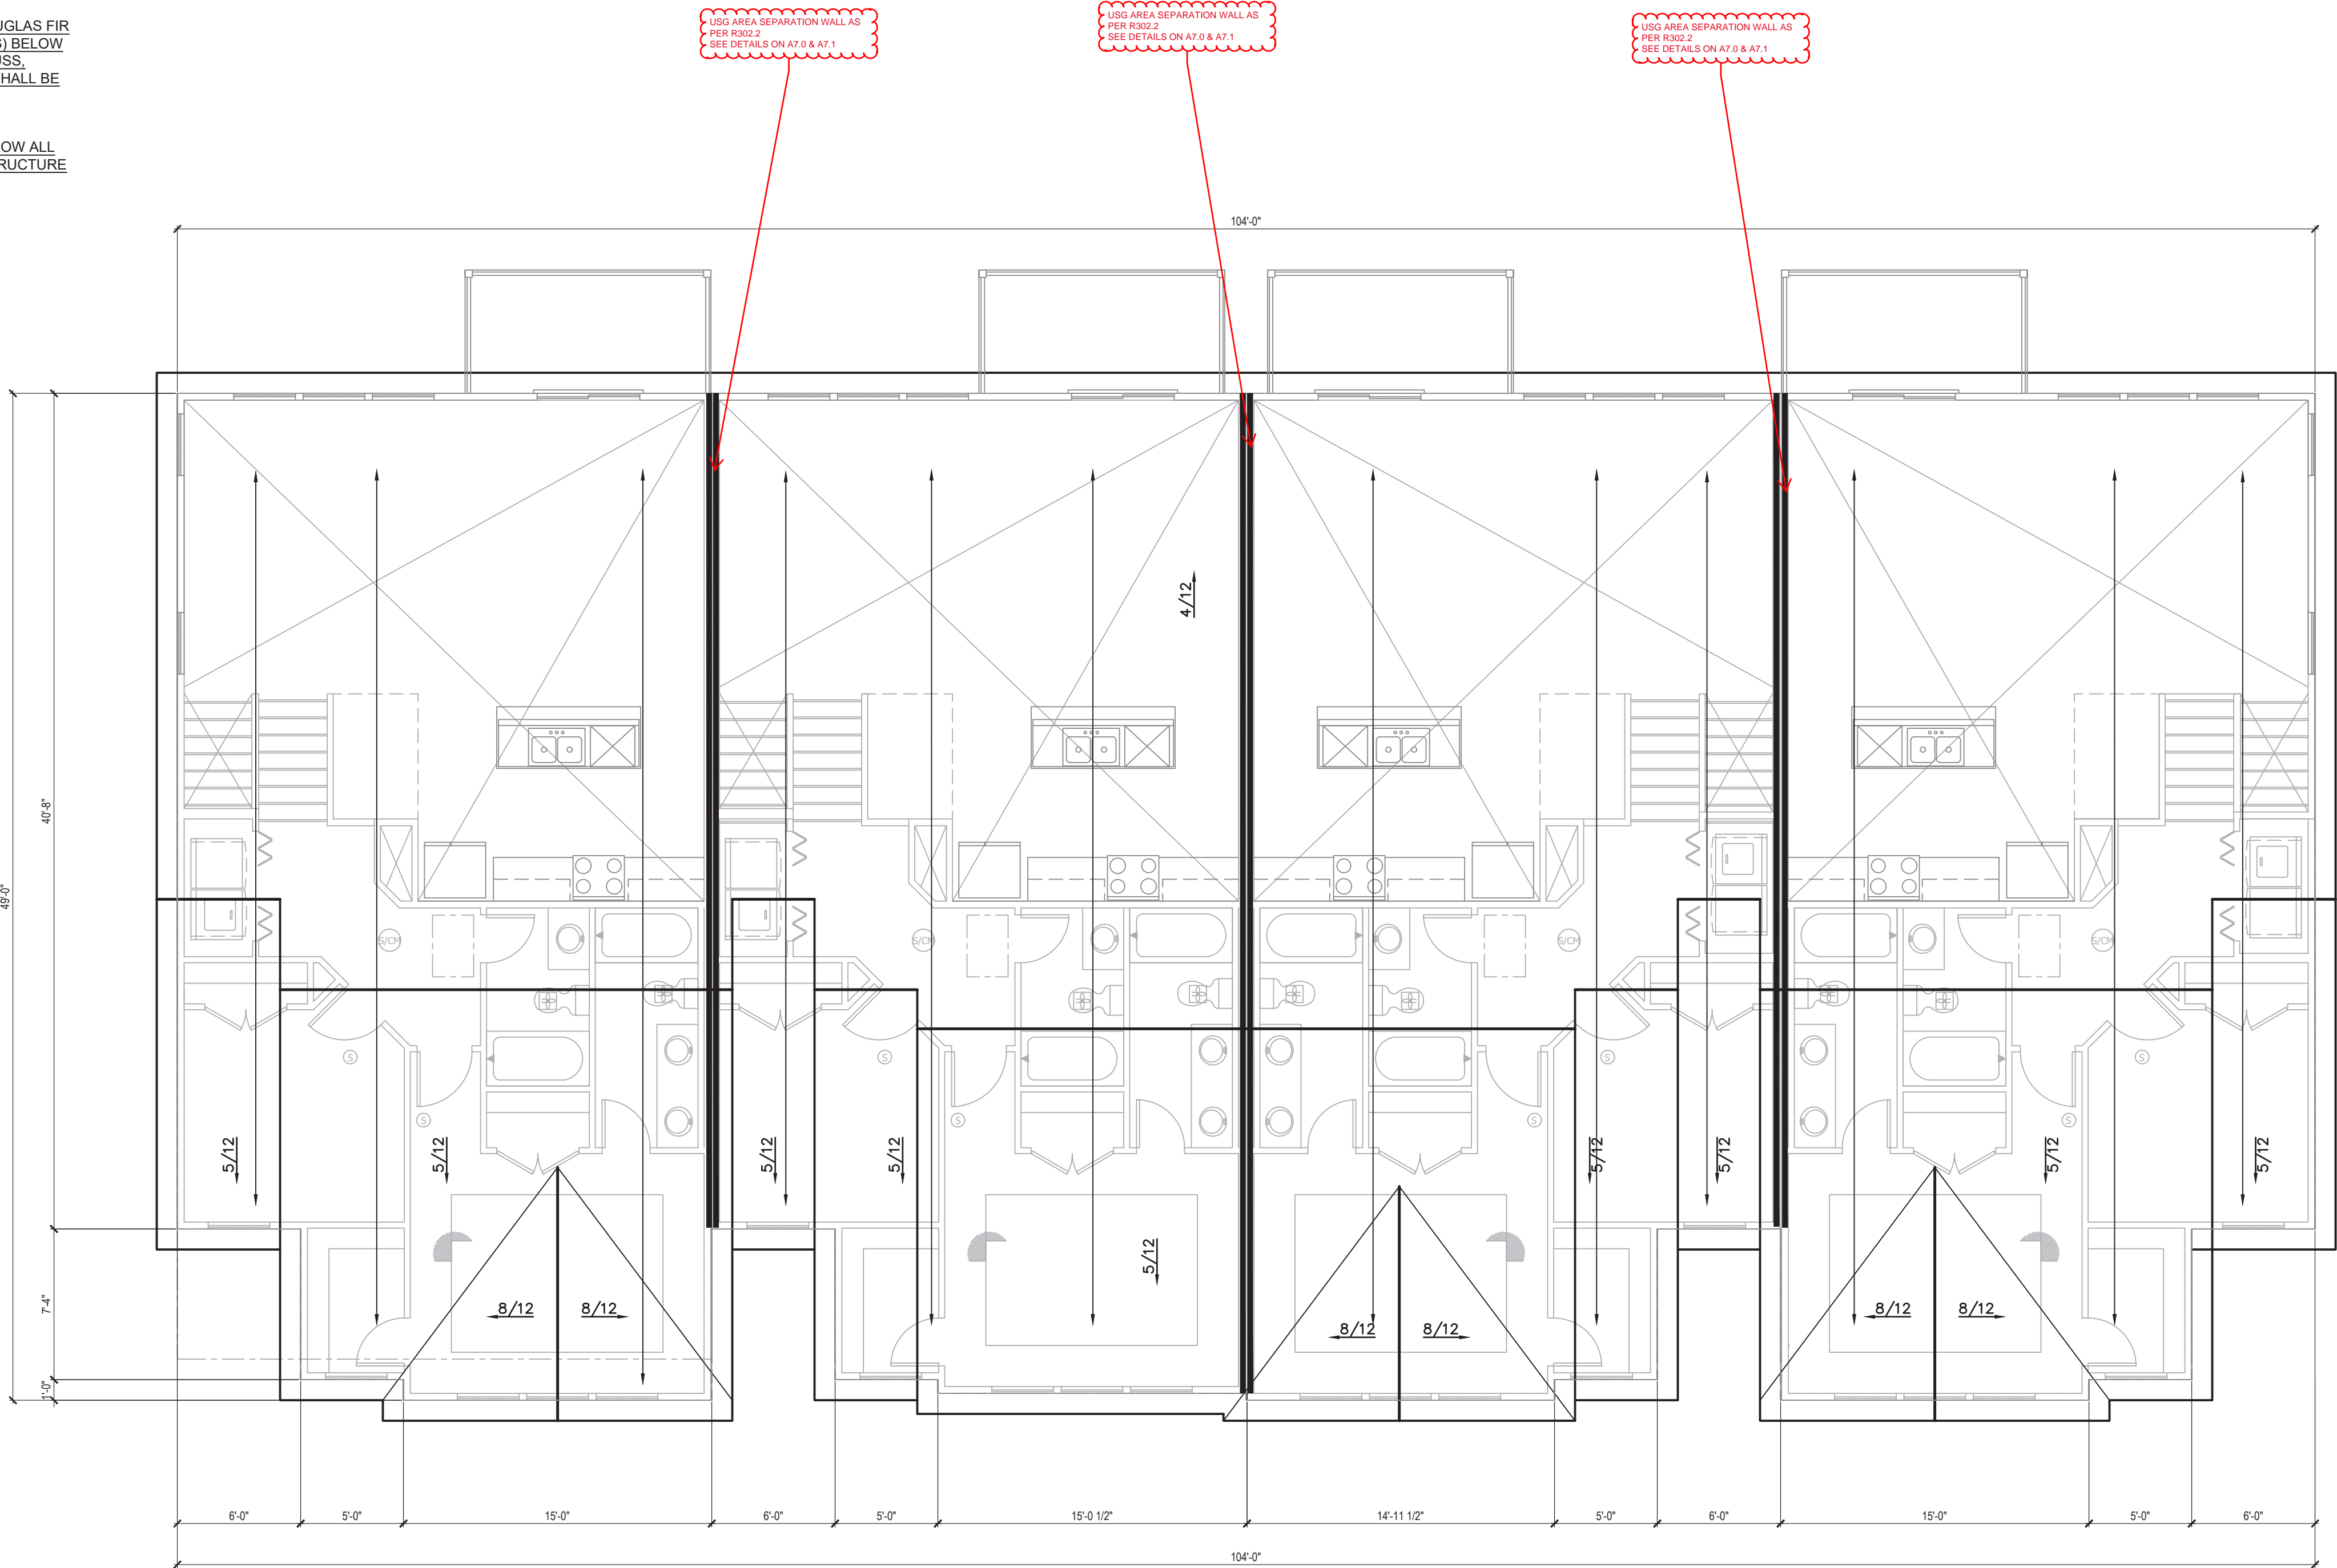 UGLAS FIR
S) BELOW
USS,
HALL BE
OW ALL
RUCTURE
USG AREA SEPARATION WALL AS
PER R302.2
SEE DETAILS ON A7.0 & A7.1
USG AREA SEPARATION WALL AS
PER R302.2
SEE DETAILS ON A7.0 & A7.1
USG AREA SEPARATION WALL AS
PER R302.2
SEE DETAILS ON A7.0 & A7.1
104'-0"
4/12
40'-8"
49'-0"
S/CM
S/CM
S/CM
S/CM
S
S
S
S
S
S
S
S
5/12
5/12
5/12
5/12
5/12
5/12
5/12
5/12
5/12
7'-4"
8/12
8/12
8/12
8/12
8/12
8/12
1'-0"
6'-0"
5'-0"
15'-0"
6'-0"
5'-0"
15'-0 1/2"
14'-11 1/2"
5'-0"
6'-0"
15'-0"
5'-0"
6'-0"
104'-0"